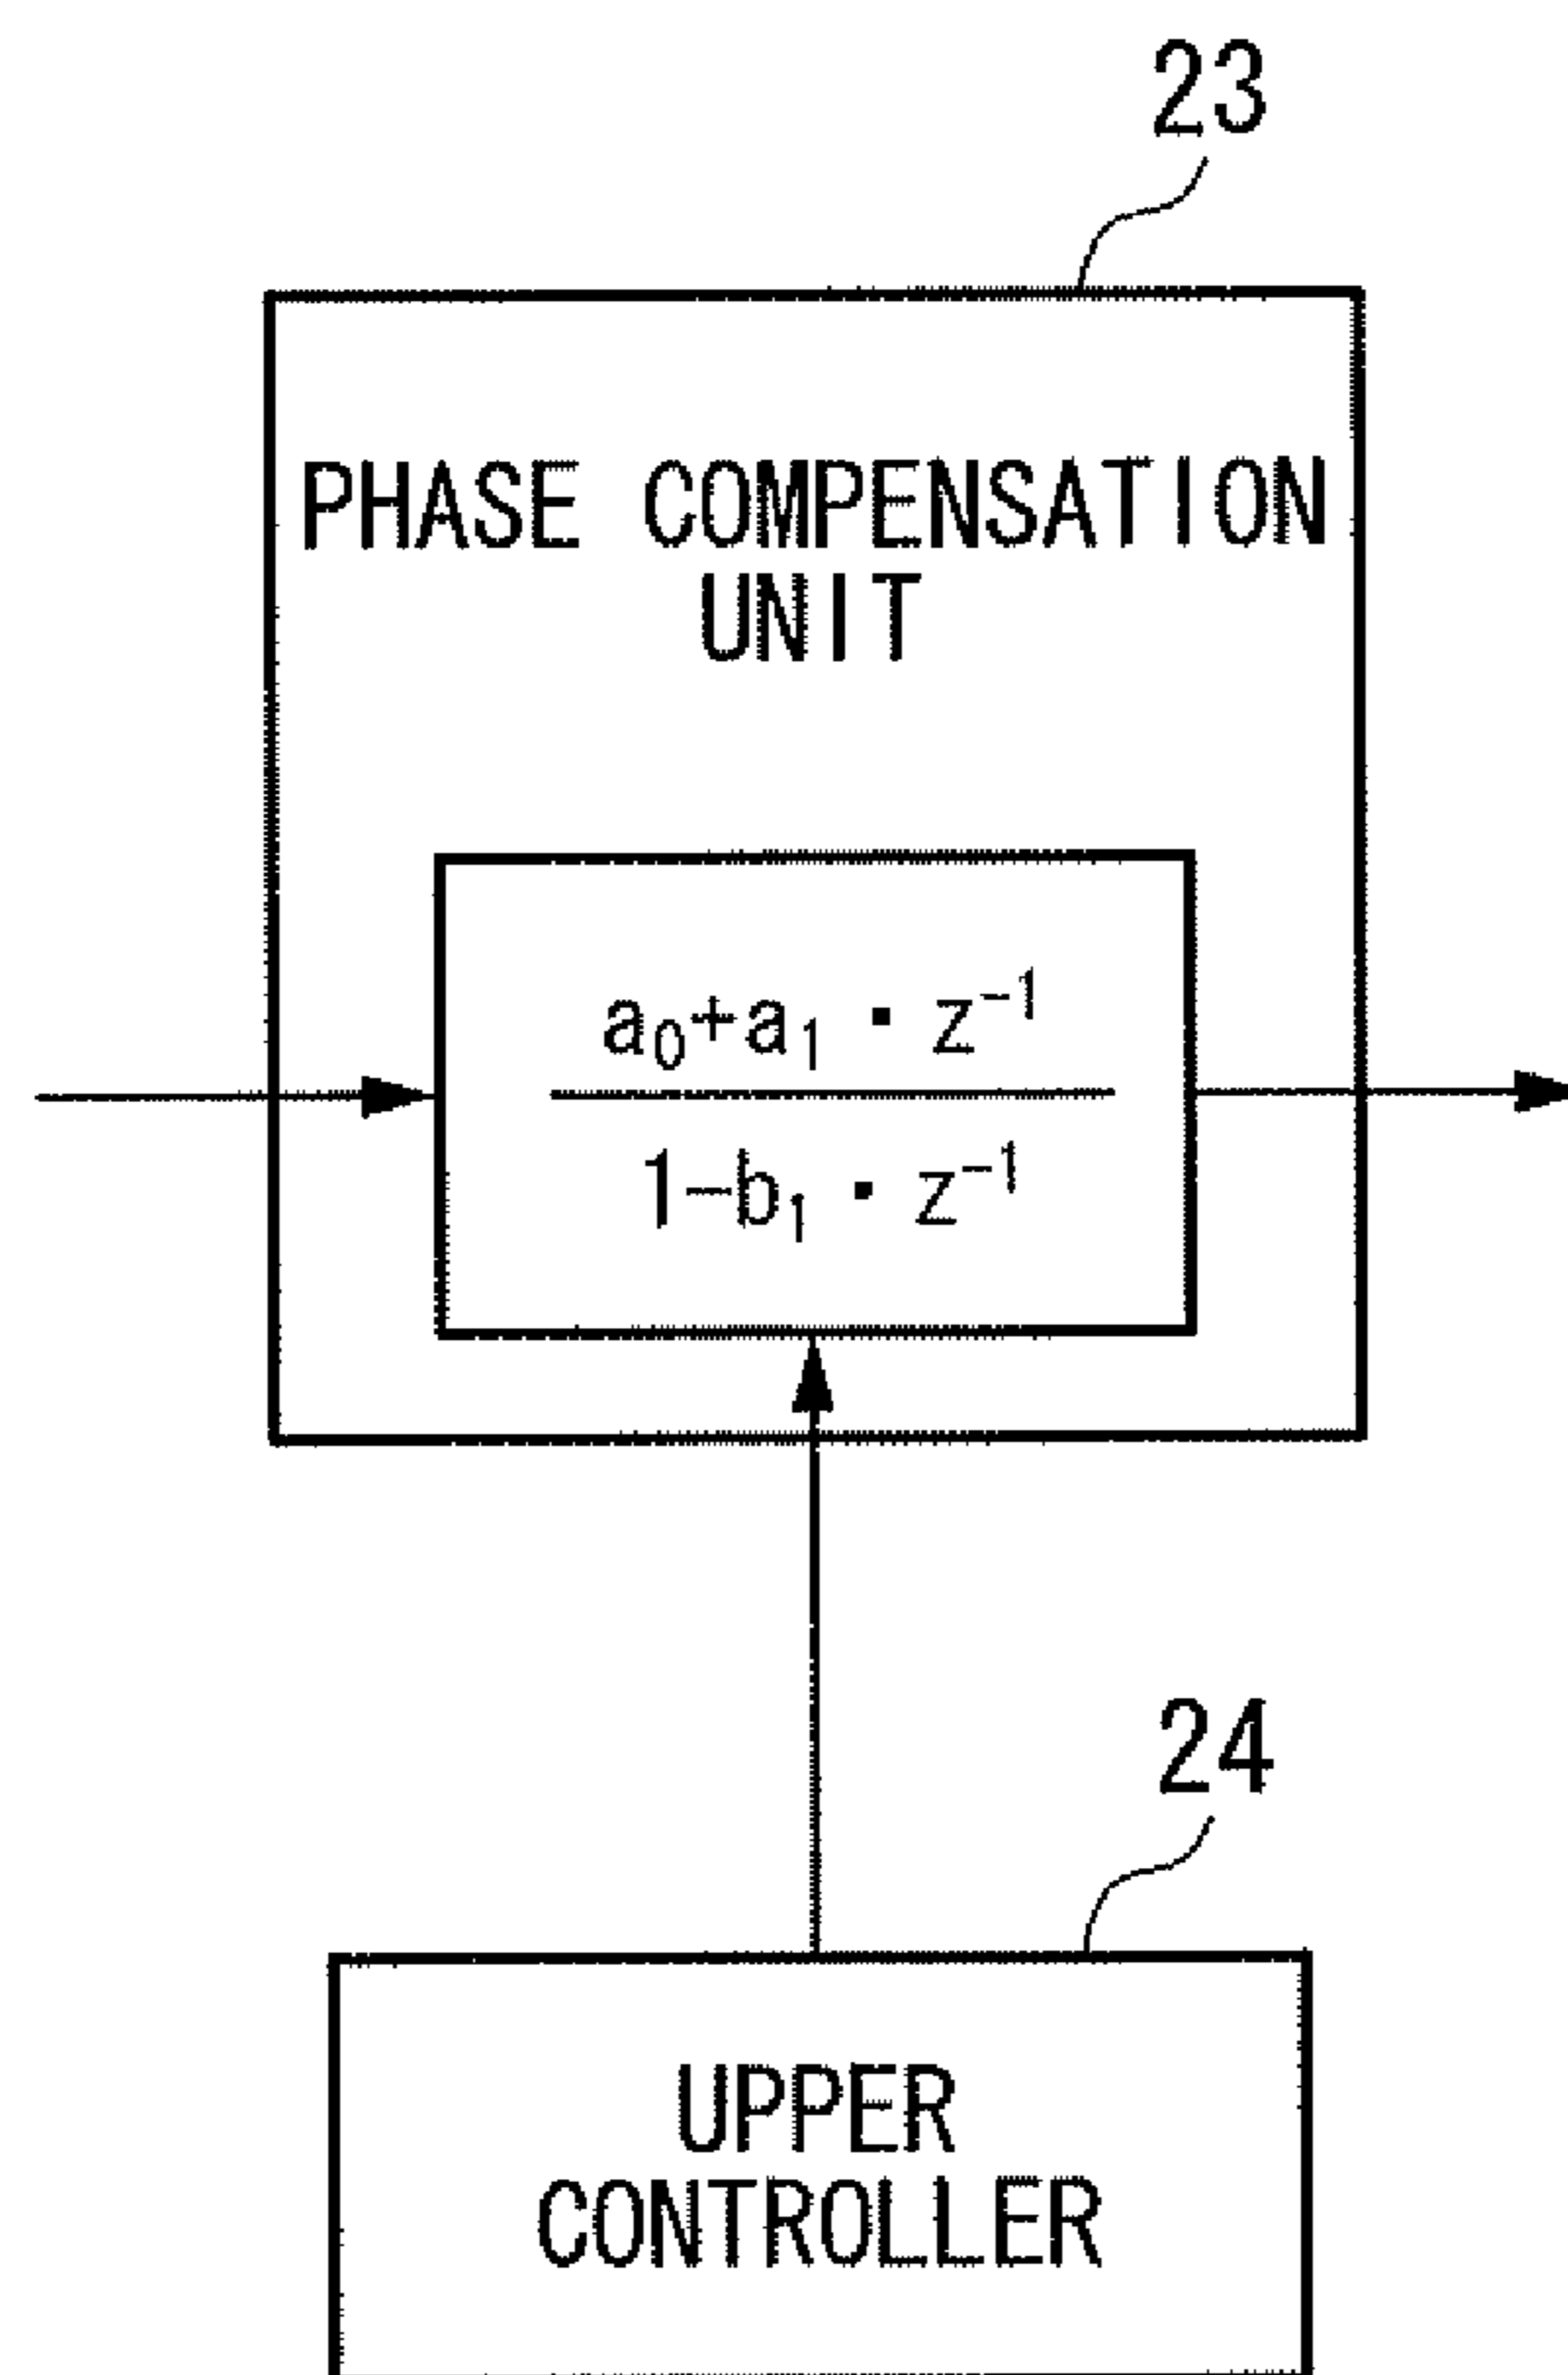 23
PHASE COMPENSATION
UNIT
a₀+a₁・z⁻¹
1−b₁・z⁻¹
24
UPPER
CONTROLLER